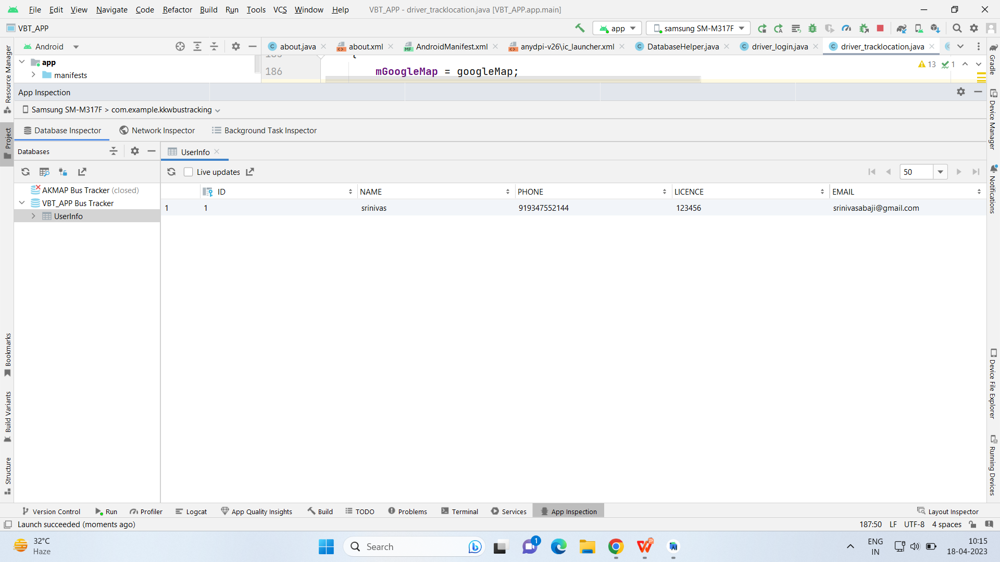 File Edit View Navigate Code Refactor Build Run Tools VCS Window Help VBT_APP - driver_tracklocation.java [VBT_APP.app.main]
VBT_APP app samsung SM-M317F
Android about.java about.xml AndroidManifest.xml anydpi-v26\ic_launcher.xml DatabaseHelper.java driver_login.java driver_tracklocation.java
app 13 1
manifests 186 mGoogleMap = googleMap;
App Inspection
Samsung SM-M317F > com.example.kkwbustracking
Database Inspector Network Inspector Background Task Inspector
Databases UserInfo
Live updates 50
AKMAP Bus Tracker (closed) ID NAME PHONE LICENCE EMAIL
VBT_APP Bus Tracker 1 1 srinivas 919347552144 123456 srinivasabaji@gmail.com
UserInfo
Resource Manager
Project
Bookmarks
Build Variants
Structure
Gradle
Device Manager
Notifications
Device File Explorer
Running Devices
Version Control Run Profiler Logcat App Quality Insights Build TODO Problems Terminal Services App Inspection Layout Inspector
Launch succeeded (moments ago) 187:50 LF UTF-8 4 spaces
32°C
Haze
Search
1
ENG
IN
10:15
18-04-2023